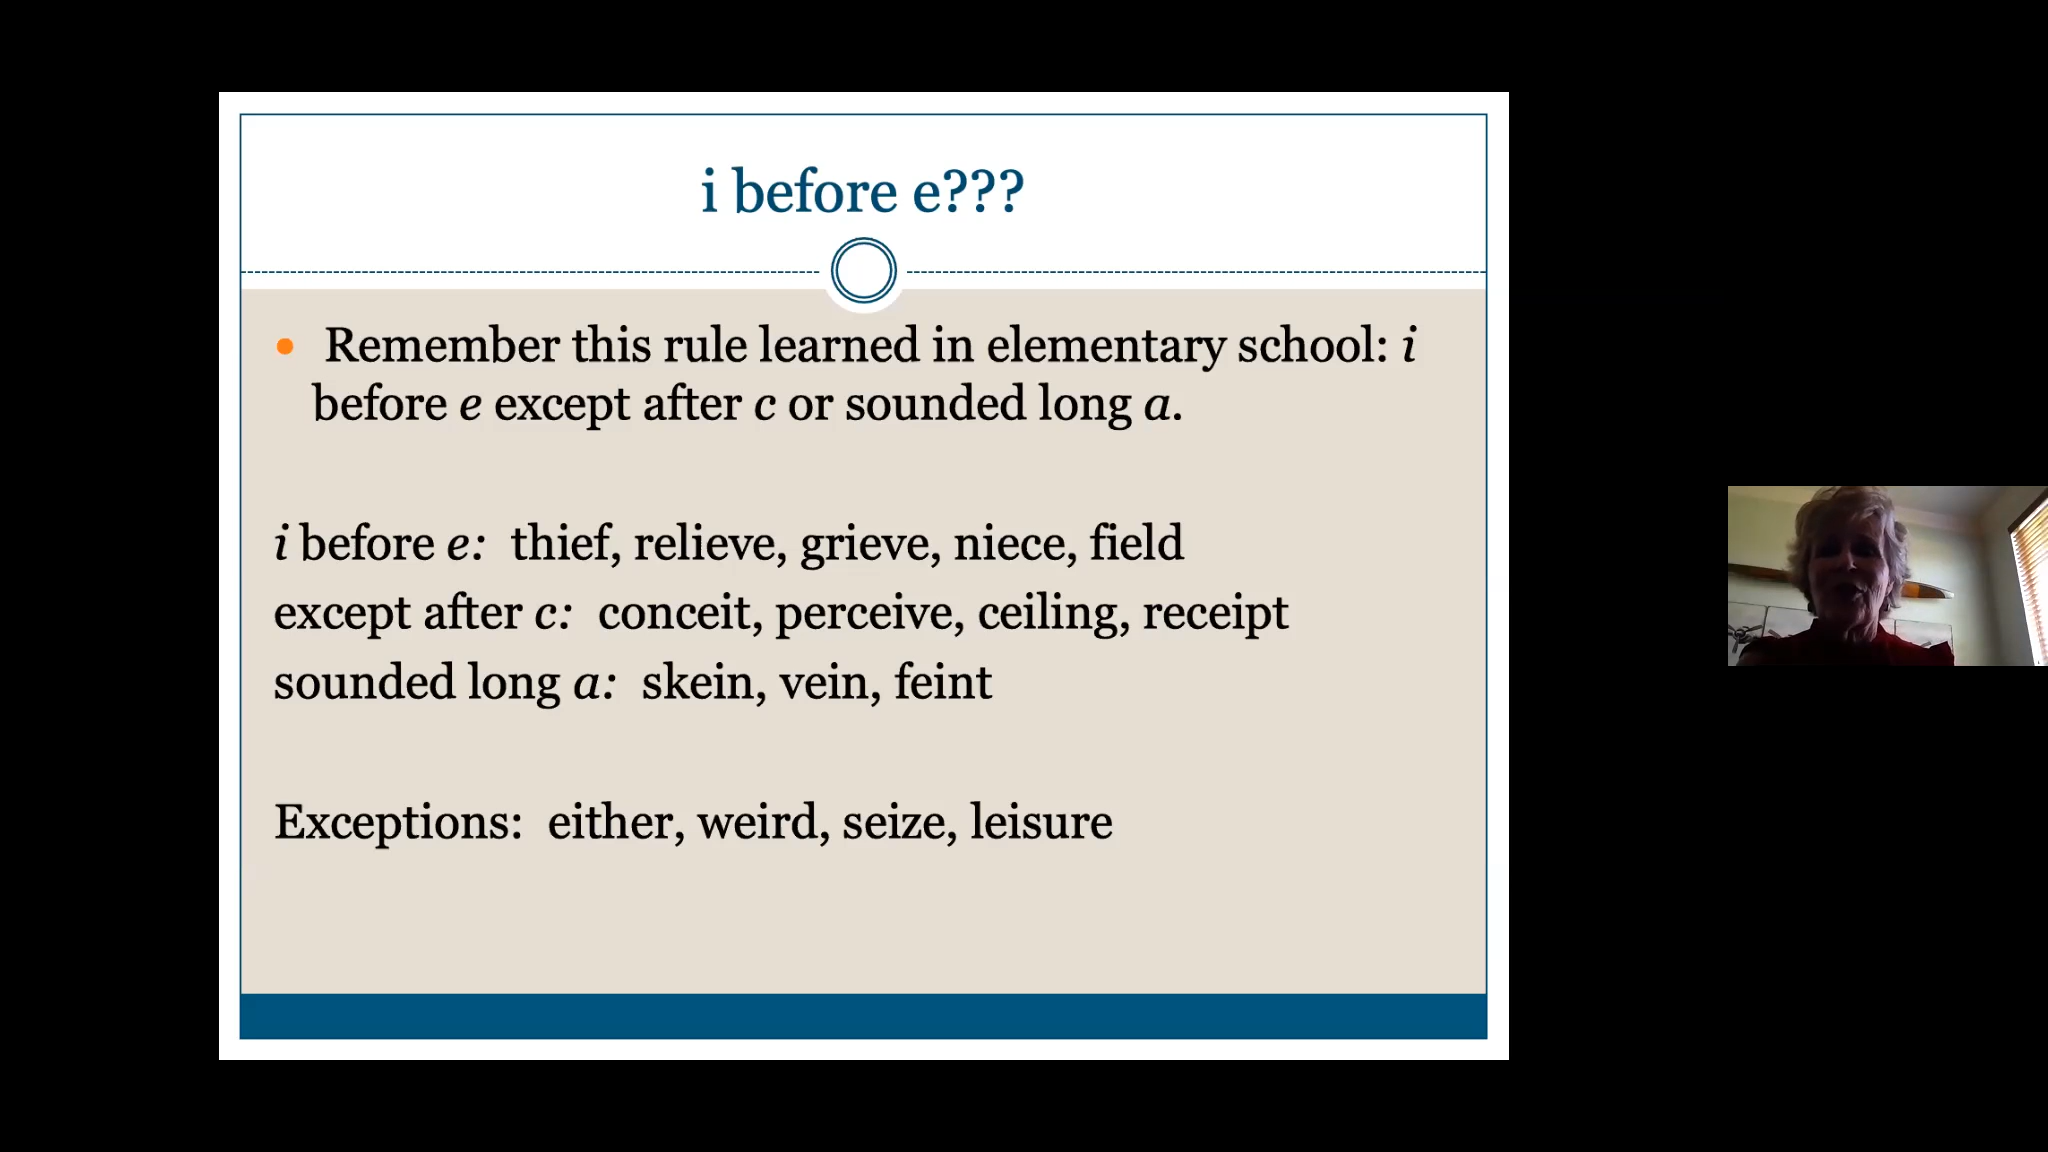 i before e???
Remember this rule learned in elementary school: i
before e except after c or sounded long a.
i before e: thief, relieve, grieve, niece, field
except after c: conceit, perceive, ceiling, receipt
sounded long a: skein, vein, feint
Exceptions: either, weird, seize, leisure